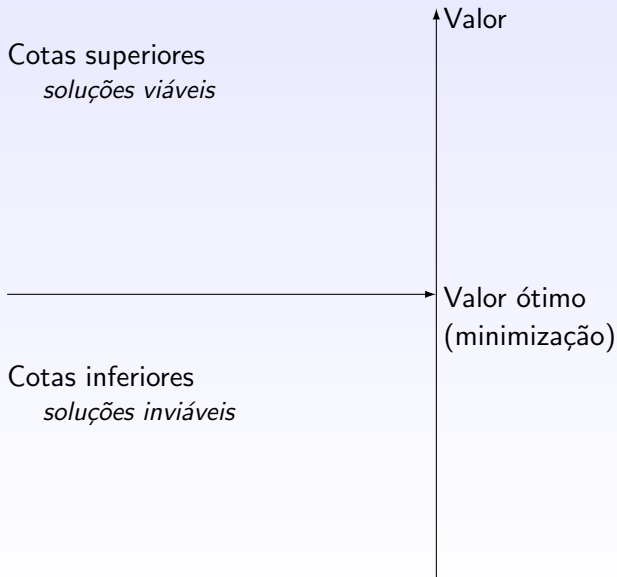 Valor
Cotas superiores
soluções viáveis
Valor ótimo
(minimização)
Cotas inferiores
soluções inviáveis